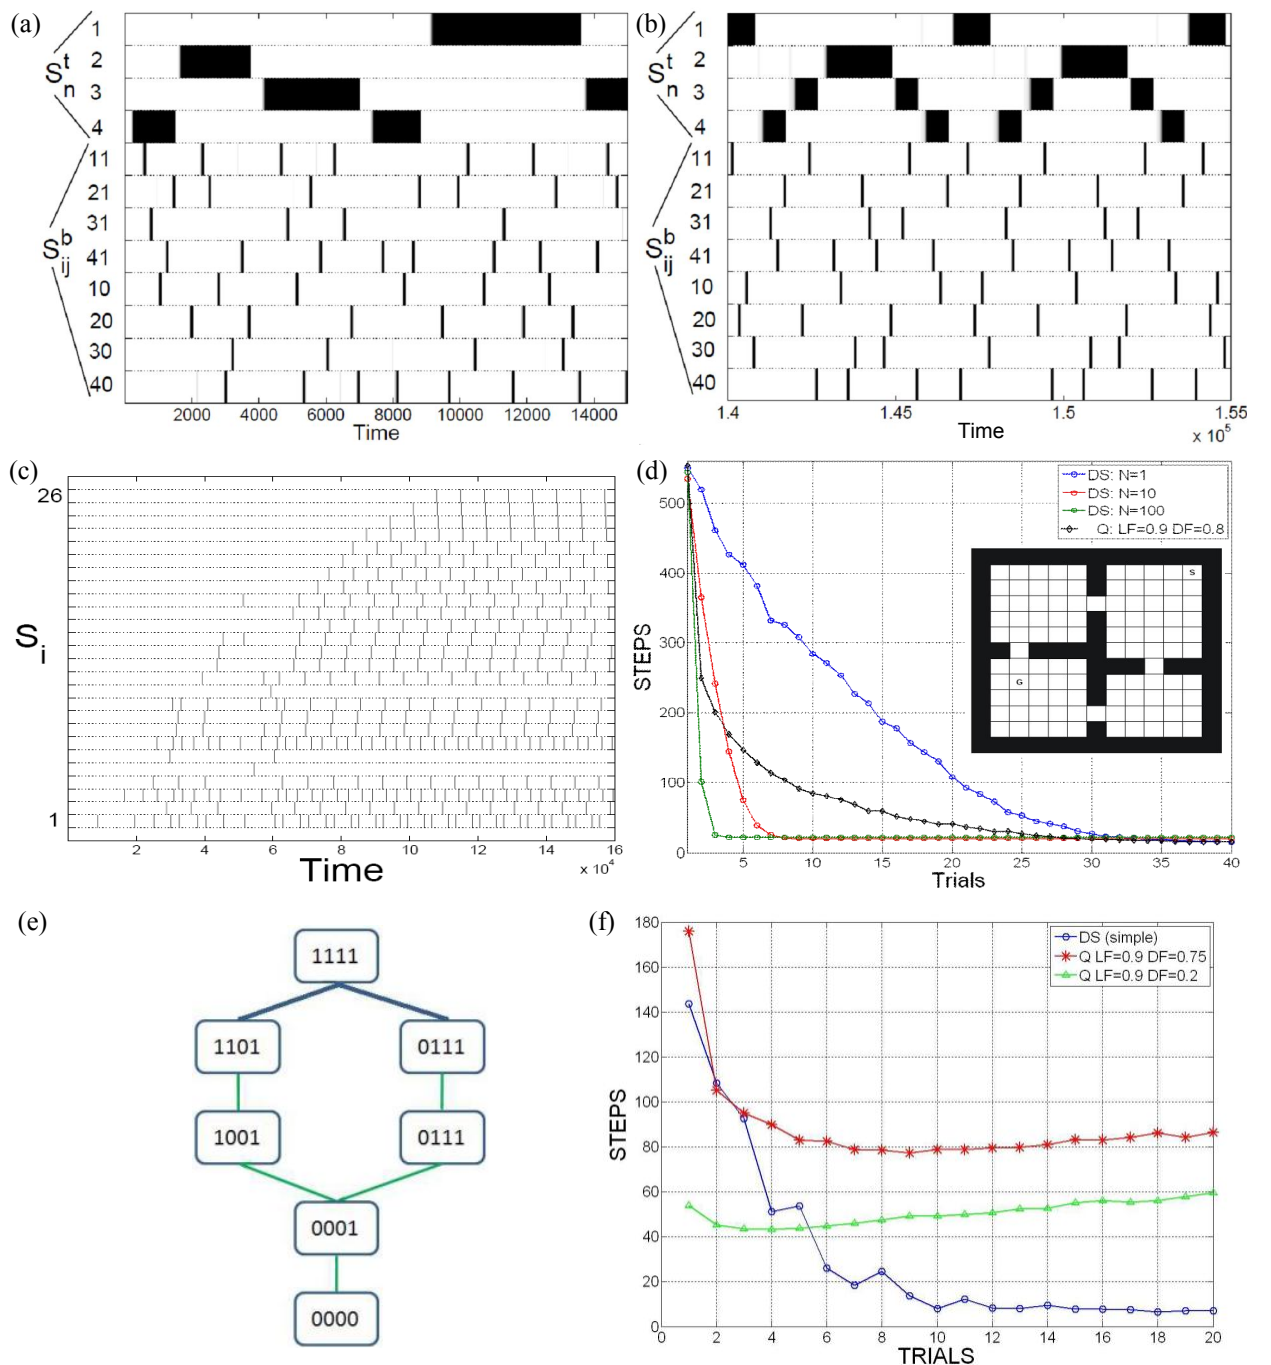 (a)
1
2
3
4
S^t_n
11
21
31
41
10
20
30
40
S^b_ij
2000 4000 6000 8000 10000 12000 14000
Time
(b)
1
2
3
4
S^t_n
11
21
31
41
10
20
30
40
S^b_ij
1.4 1.45 1.5 1.55
Time
x 10^5
(c)
26
S_i
1
2 4 6 8 10 12 14 16
Time
x 10^4
(d)
500
400
300
200
100
0
STEPS
5 10 15 20 25 30 35 40
Trials
DS: N=1
DS: N=10
DS: N=100
Q: LF=0.9 DF=0.8
S
G
(e)
1111
1101 0111
1001 0111
0001
0000
(f)
180
160
140
120
100
80
60
40
20
0
STEPS
0 2 4 6 8 10 12 14 16 18 20
TRIALS
DS (simple)
Q LF=0.9 DF=0.75
Q LF=0.9 DF=0.2